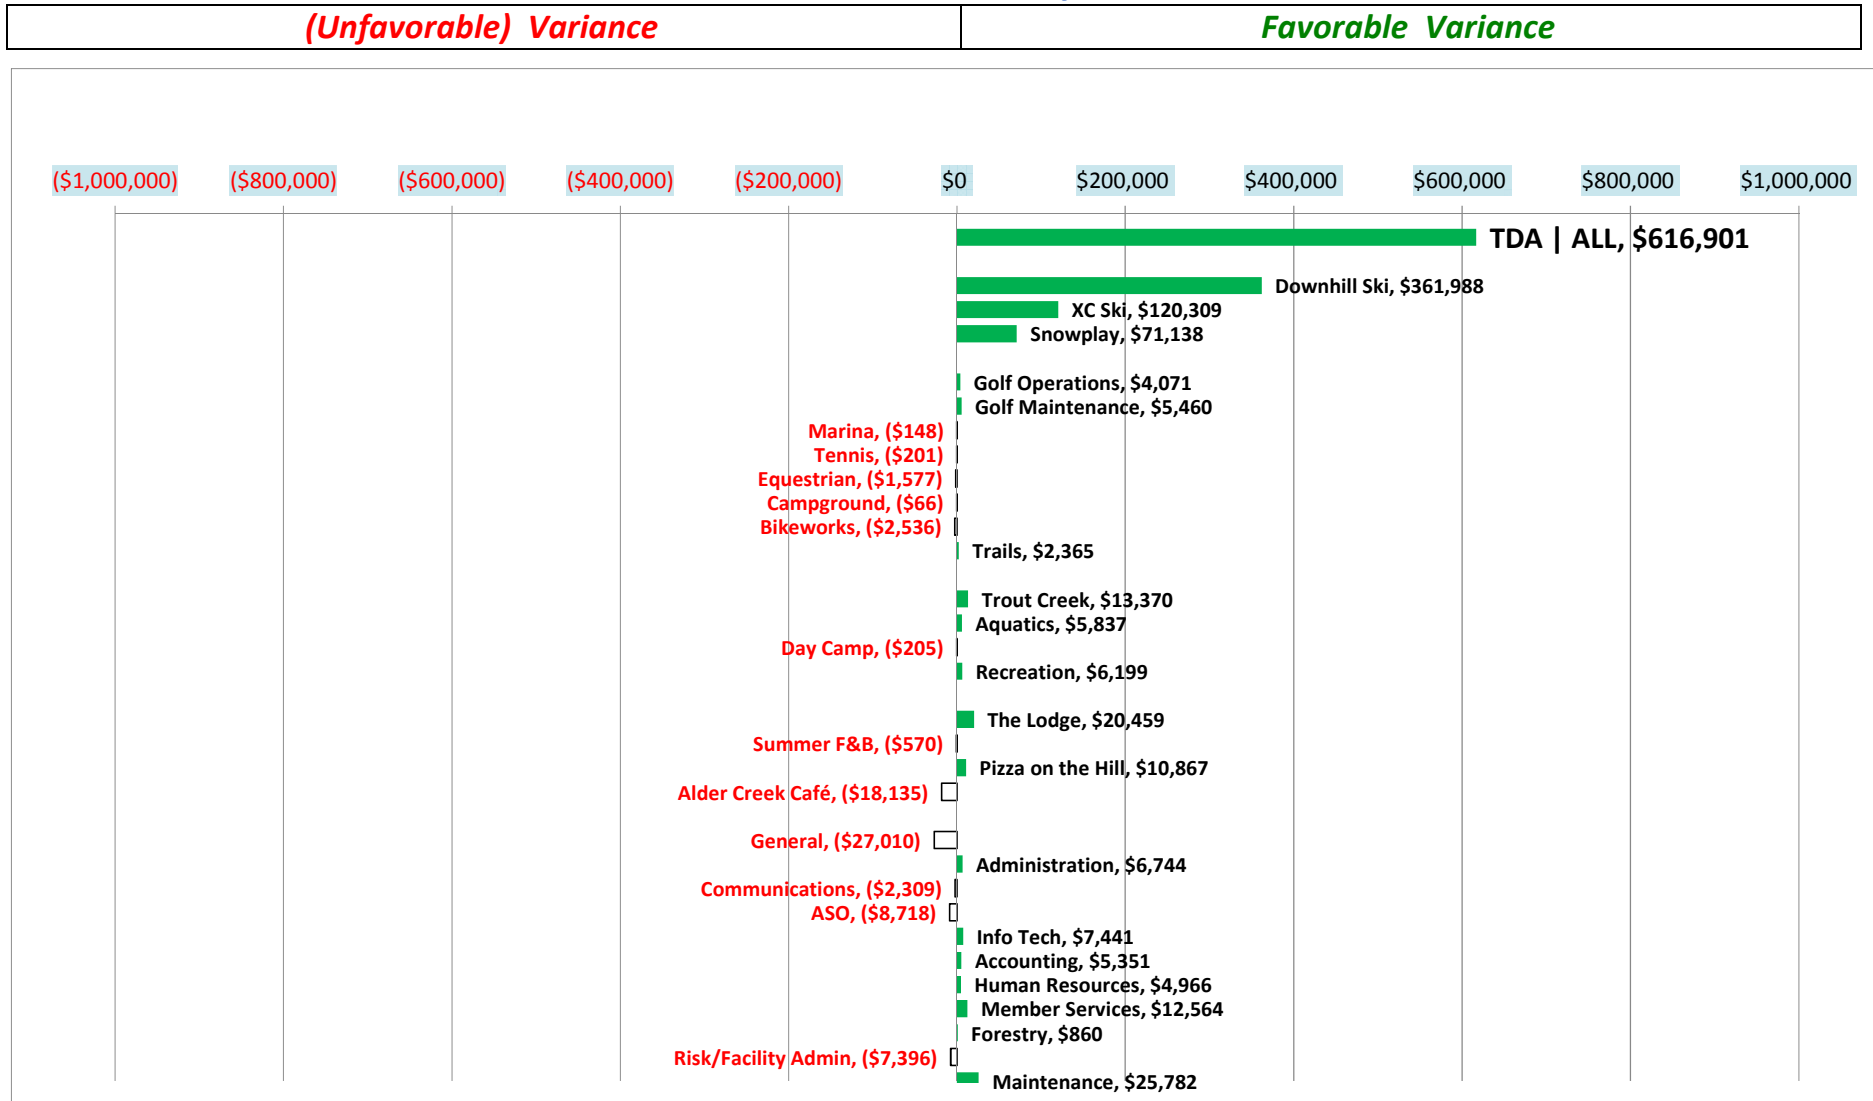 (Unfavorable) Variance
Favorable Variance
($1,000,000) ($800,000) ($600,000) ($400,000) ($200,000) $0 $200,000 $400,000 $600,000 $800,000 $1,000,000
TDA | ALL, $616,901
Downhill Ski, $361,988
XC Ski, $120,309
Snowplay, $71,138
Golf Operations, $4,071
Golf Maintenance, $5,460
Marina, ($148)
Tennis, ($201)
Equestrian, ($1,577)
Campground, ($66)
Bikeworks, ($2,536)
Trails, $2,365
Trout Creek, $13,370
Aquatics, $5,837
Day Camp, ($205)
Recreation, $6,199
The Lodge, $20,459
Summer F&B, ($570)
Pizza on the Hill, $10,867
Alder Creek Café, ($18,135)
General, ($27,010)
Administration, $6,744
Communications, ($2,309)
ASO, ($8,718)
Info Tech, $7,441
Accounting, $5,351
Human Resources, $4,966
Member Services, $12,564
Forestry, $860
Risk/Facility Admin, ($7,396)
Maintenance, $25,782